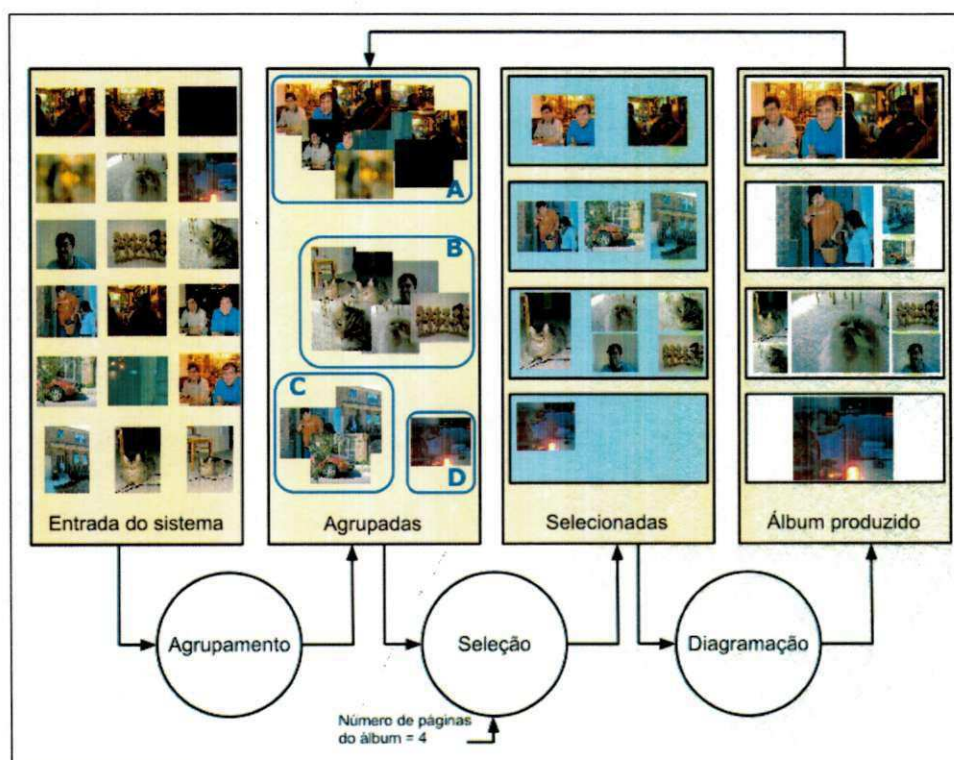 A
B
C
D
Entrada do sistema
Agrupadas
Selecionadas
Álbum produzido
Agrupamento
Seleção
Diagramação
Número de páginas
do álbum = 4